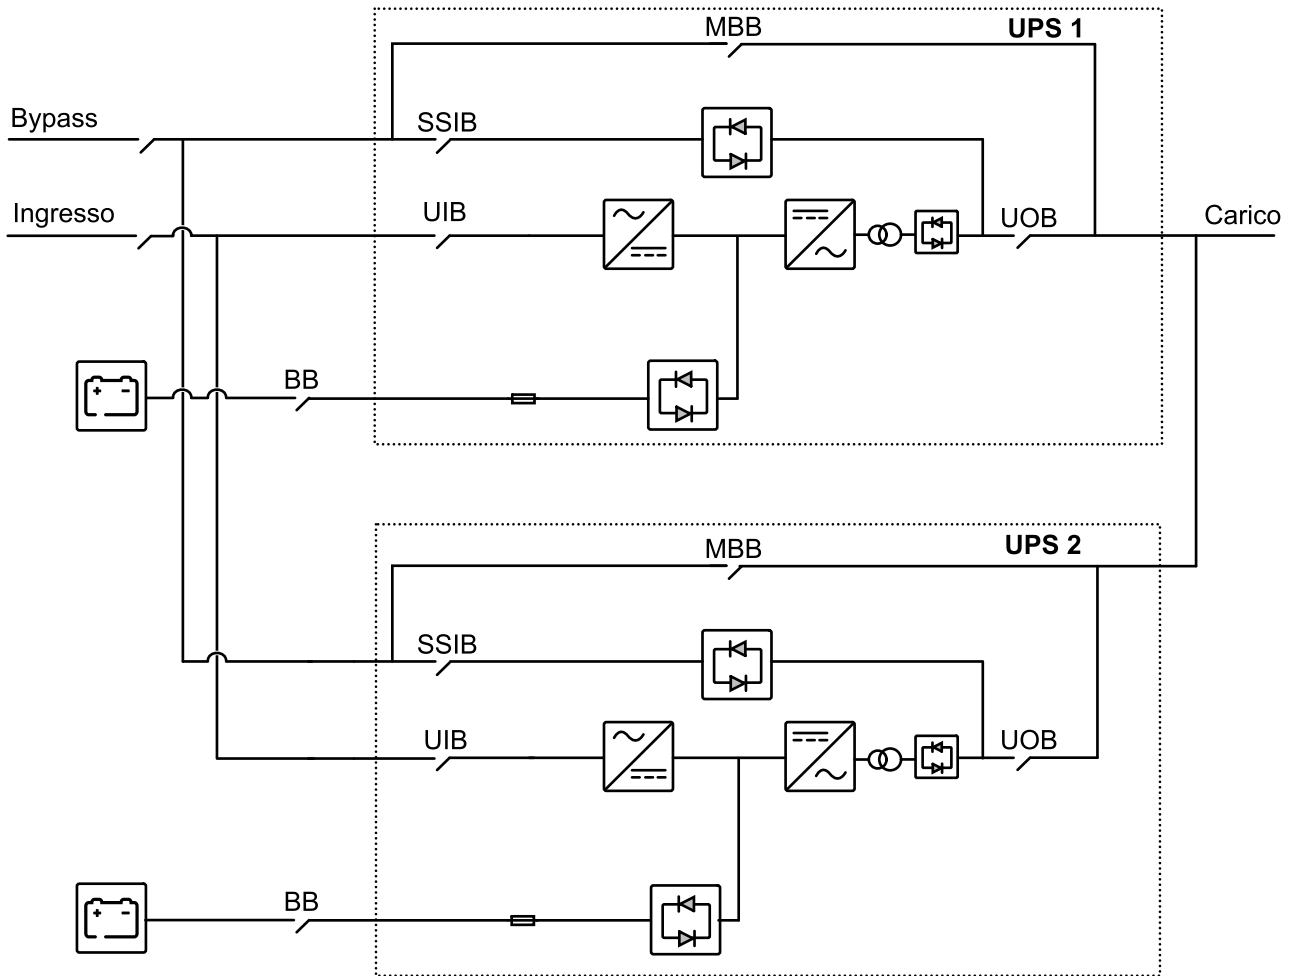 MBB
UPS 1
Bypass
SSIB
Ingresso
UIB
UOB
Carico
BB
MBB
UPS 2
SSIB
UIB
UOB
BB